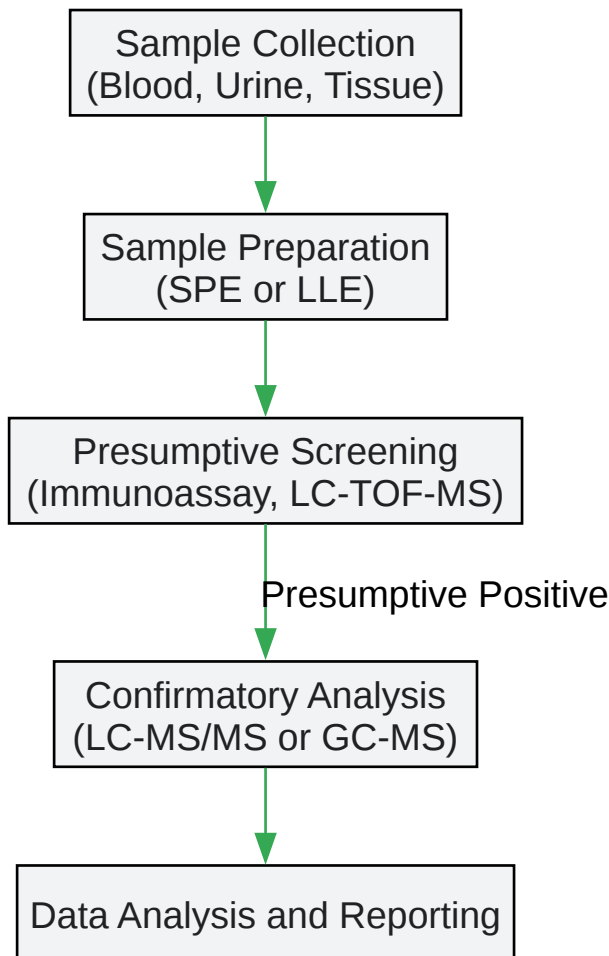 Sample Collection
(Blood, Urine, Tissue)
Sample Preparation
(SPE or LLE)
Presumptive Screening
(Immunoassay, LC-TOF-MS)
Presumptive Positive
Confirmatory Analysis
(LC-MS/MS or GC-MS)
Data Analysis and Reporting